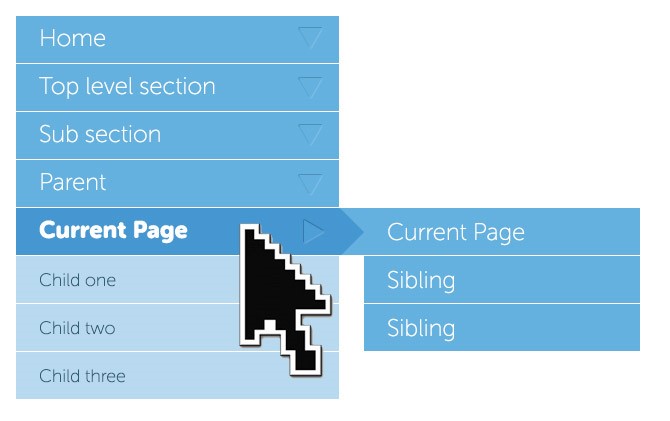 Home
Top level section
Sub section
Parent
Current Page
Child one
Child two
Child three
Current Page
Sibling
Sibling